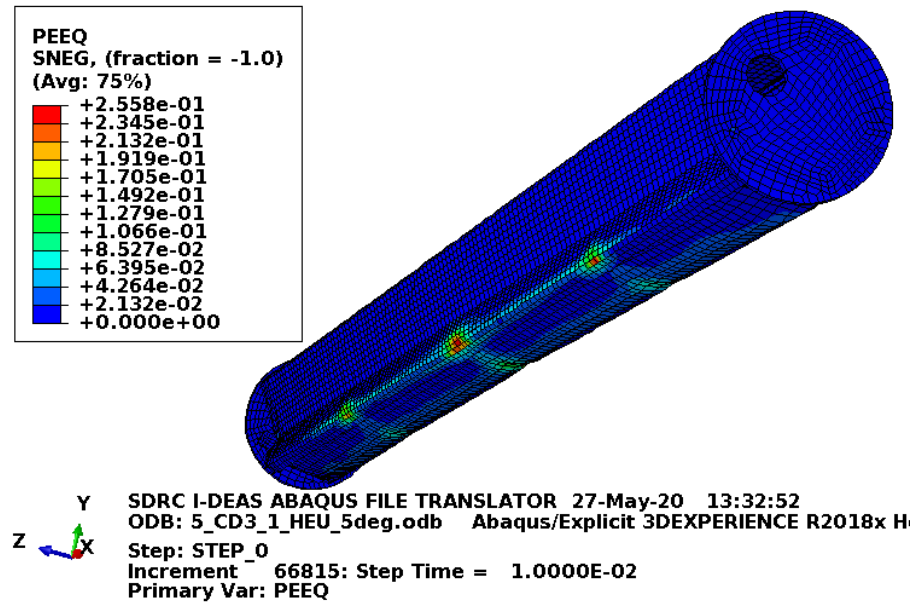 PEEQ
SNEG, (fraction = -1.0)
(Avg: 75%)
+2.558e-01
+2.345e-01
+2.132e-01
+1.919e-01
+1.705e-01
+1.492e-01
+1.279e-01
+1.066e-01
+8.527e-02
+6.395e-02
+4.264e-02
+2.132e-02
+0.000e+00
Y
Z
X
SDRC I-DEAS ABAQUS FILE TRANSLATOR 27-May-20 13:32:52
ODB: 5_CD3_1_HEU_5deg.odb Abaqus/Explicit 3DEXPERIENCE R2018x H
Step: STEP_0
Increment 66815: Step Time = 1.0000E-02
Primary Var: PEEQ